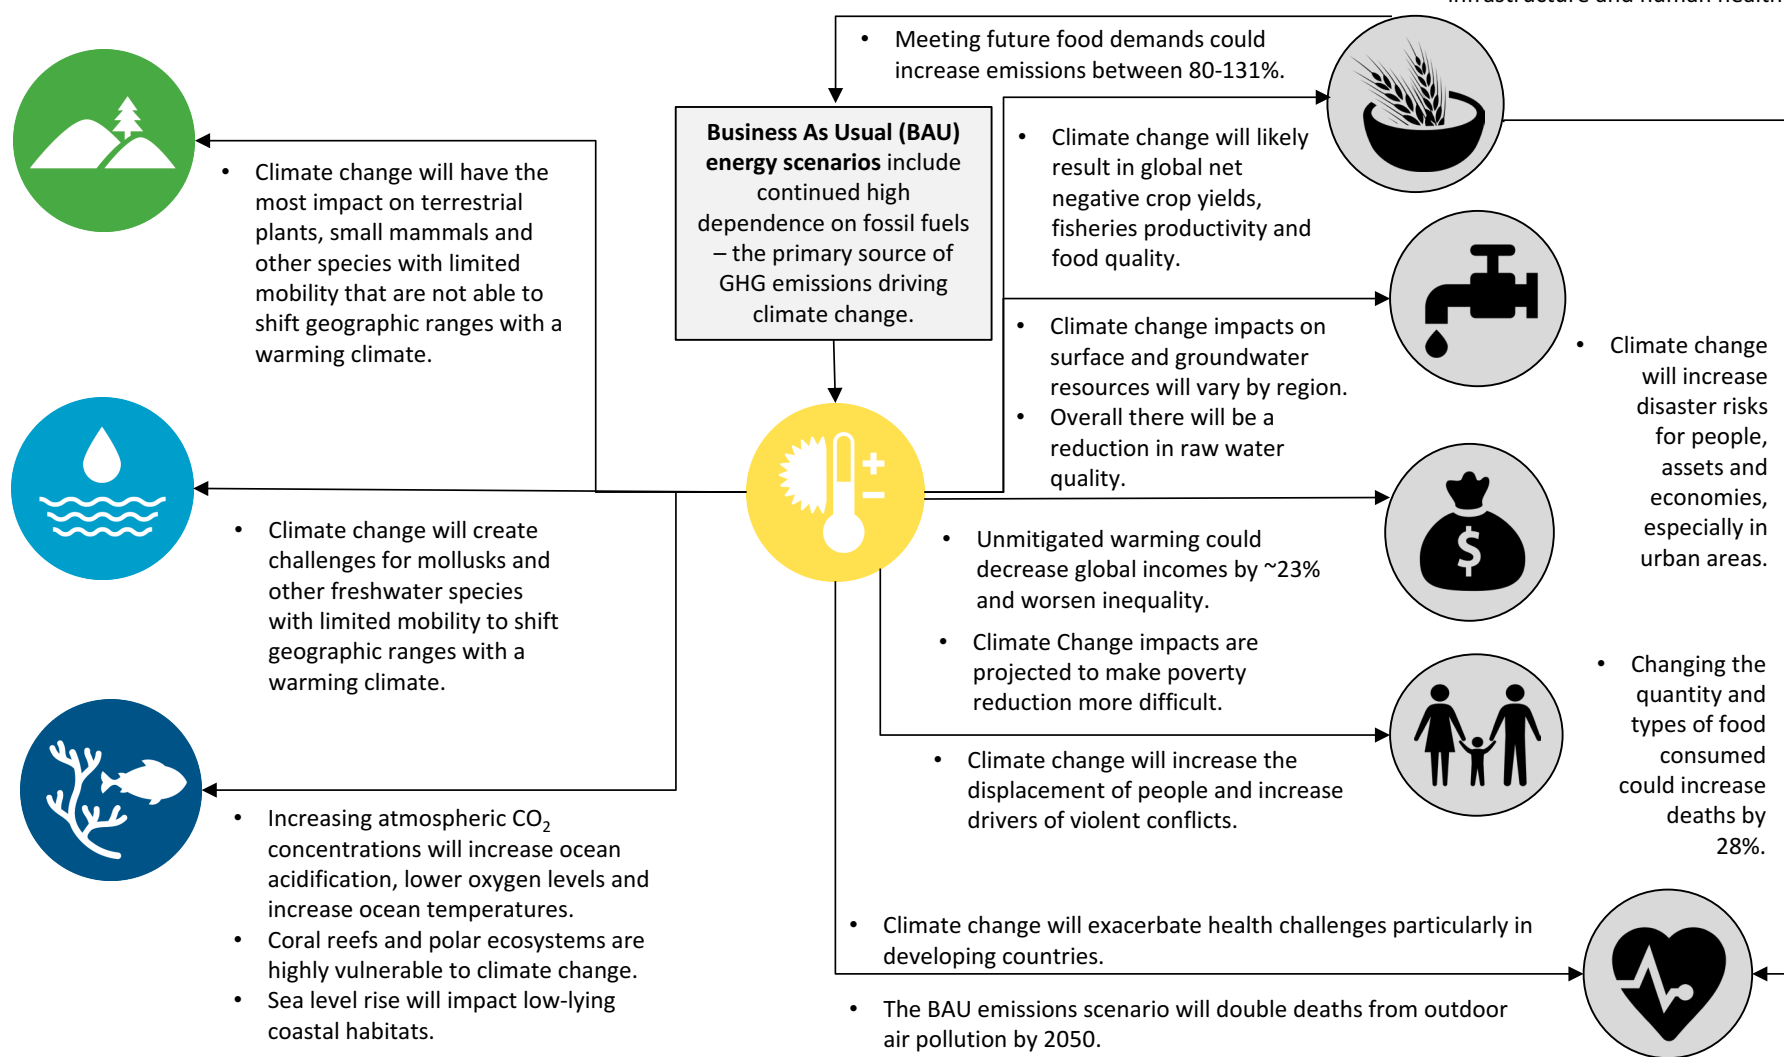 infrastructure and human health
• Meeting future food demands could
increase emissions between 80-131%.
Business As Usual (BAU)
energy scenarios include
continued high
dependence on fossil fuels
– the primary source of
GHG emissions driving
climate change.
• Climate change will likely
result in global net
negative crop yields,
fisheries productivity and
food quality.
• Climate change will have the
most impact on terrestrial
plants, small mammals and
other species with limited
mobility that are not able to
shift geographic ranges with a
warming climate.
• Climate change impacts on
surface and groundwater
resources will vary by region.
• Overall there will be a
reduction in raw water
quality.
• Climate change
will increase
disaster risks
for people,
assets and
economies,
especially in
urban areas.
+
−
$
• Climate change will create
challenges for mollusks and
other freshwater species
with limited mobility to shift
geographic ranges with a
warming climate.
• Unmitigated warming could
decrease global incomes by ~23%
and worsen inequality.
• Climate Change impacts are
projected to make poverty
reduction more difficult.
• Changing the
quantity and
types of food
consumed
could increase
deaths by
28%.
• Climate change will increase the
displacement of people and increase
drivers of violent conflicts.
• Increasing atmospheric CO₂
concentrations will increase ocean
acidification, lower oxygen levels and
increase ocean temperatures.
• Coral reefs and polar ecosystems are
highly vulnerable to climate change.
• Sea level rise will impact low-lying
coastal habitats.
• Climate change will exacerbate health challenges particularly in
developing countries.
• The BAU emissions scenario will double deaths from outdoor
air pollution by 2050.